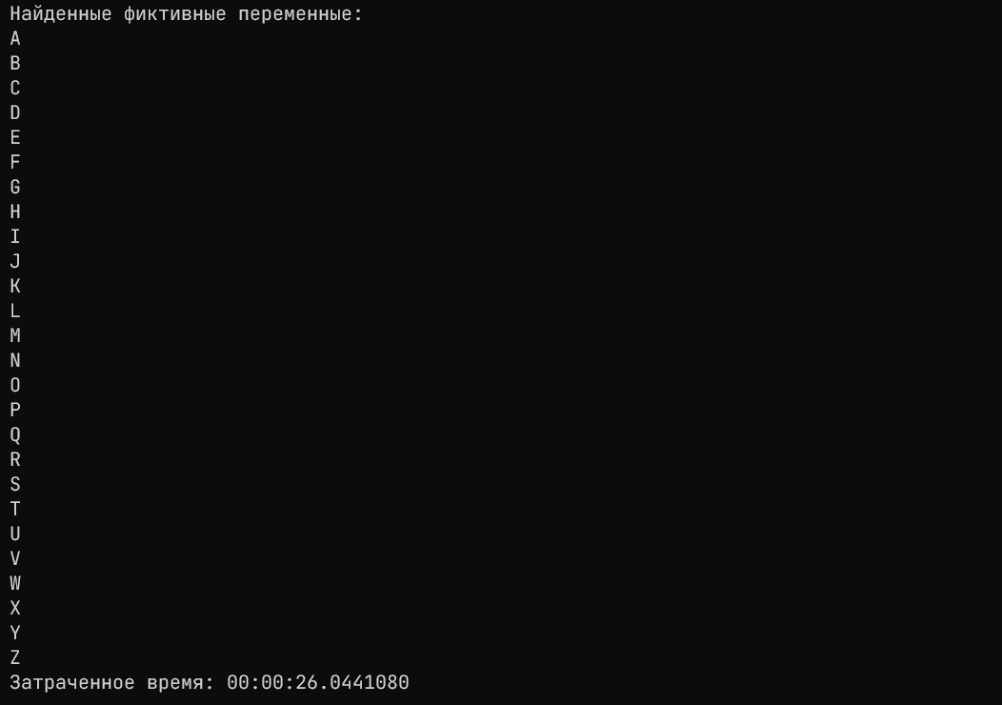 Найденные фиктивные переменные:
A
B
C
D
E
F
G
H
I
J
K
L
M
N
O
P
Q
R
S
T
U
V
W
X
Y
Z
Затраченное время: 00:00:26.0441080